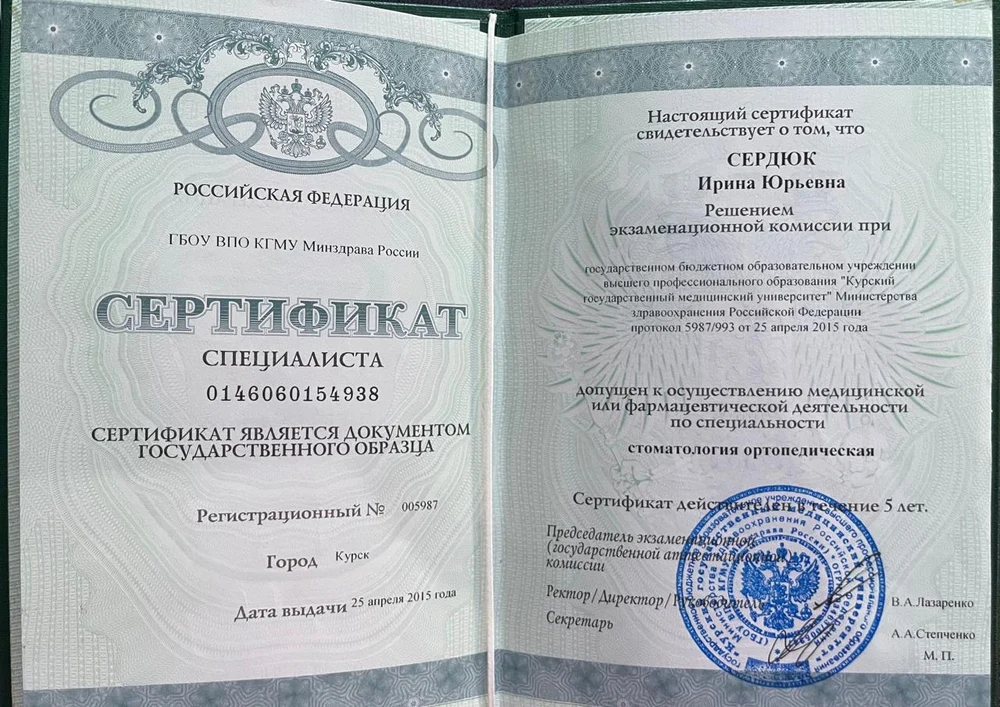 РОССИЙСКАЯ ФЕДЕРАЦИЯ
ГБОУ ВПО КГМУ Минздрава России
СЕРТИФИКАТ
СПЕЦИАЛИСТА
0146060154938
СЕРТИФИКАТ ЯВЛЯЕТСЯ ДОКУМЕНТОМ
ГОСУДАРСТВЕННОГО ОБРАЗЦА
Регистрационный № 005987
Город Курск
Дата выдачи 25 апреля 2015 года
Настоящий сертификат
свидетельствует о том, что
СЕРДЮК
Ирина Юрьевна
Решением
экзаменационной комиссии при
государственном бюджетном образовательном учреждении
высшего профессионального образования "Курский
государственный медицинский университет" Министерства
здравоохранения Российской Федерации
протокол 5987/993 от 25 апреля 2015 года
допущен к осуществлению медицинской
или фармацевтической деятельности
по специальности
стоматология ортопедическая
Сертификат действителен в течение 5 лет.
Председатель экзаменационной
(государственной аттестационной)
комиссии
Ректор/Директор/Руководитель
В.А.Лазаренко
Секретарь
А.А.Степченко
М. П.